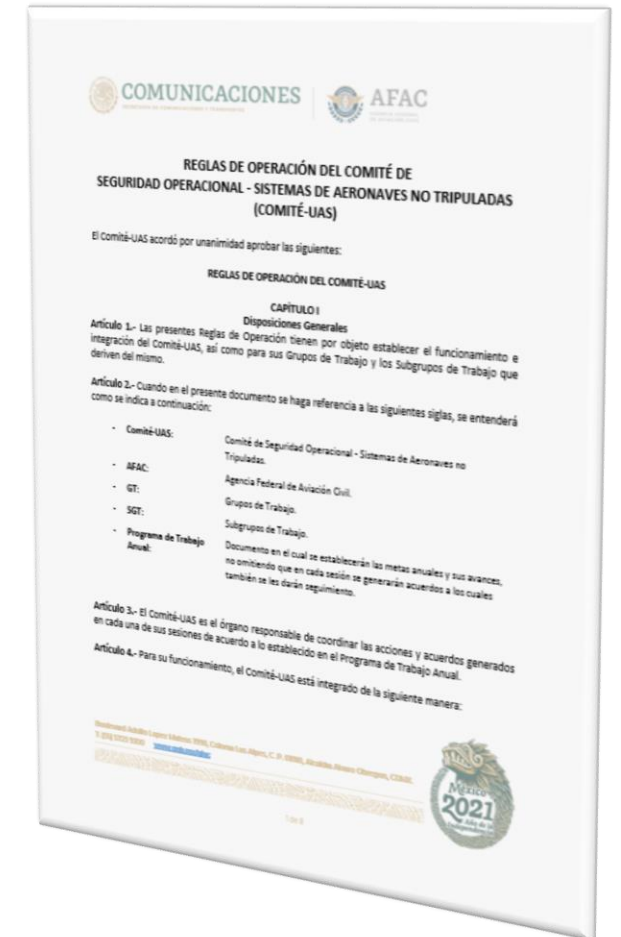 COMUNICACIONES
AFAC
REGLAS DE OPERACIÓN DEL COMITÉ DE
SEGURIDAD OPERACIONAL - SISTEMAS DE AERONAVES NO TRIPULADAS
(COMITÉ-UAS)
El Comité-UAS acordó por unanimidad aprobar las siguientes:
REGLAS DE OPERACIÓN DEL COMITÉ-UAS
CAPÍTULO I
Disposiciones Generales
Artículo 1.- Las presentes Reglas de Operación tienen por objeto establecer el funcionamiento e
integración del Comité-UAS, así como para sus Grupos de Trabajo y los Subgrupos de Trabajo que
deriven del mismo.
Artículo 2.- Cuando en el presente documento se haga referencia a las siguientes siglas, se entenderá
como se indica a continuación:
- Comité-UAS: Comité de Seguridad Operacional - Sistemas de Aeronaves no
Tripuladas.
- AFAC: Agencia Federal de Aviación Civil.
- GT: Grupos de Trabajo.
- SGT: Subgrupos de Trabajo.
- Programa de Trabajo Documento en el cual se establecerán las metas anuales y sus avances,
Anual: no omitiendo que en cada sesión se generarán acuerdos a los cuales
también se les darán seguimiento.
Artículo 3.- El Comité-UAS es el órgano responsable de coordinar las acciones y acuerdos generados
en cada una de sus sesiones de acuerdo a lo establecido en el Programa de Trabajo Anual.
Artículo 4.- Para su funcionamiento, el Comité-UAS está integrado de la siguiente manera:
México
2021